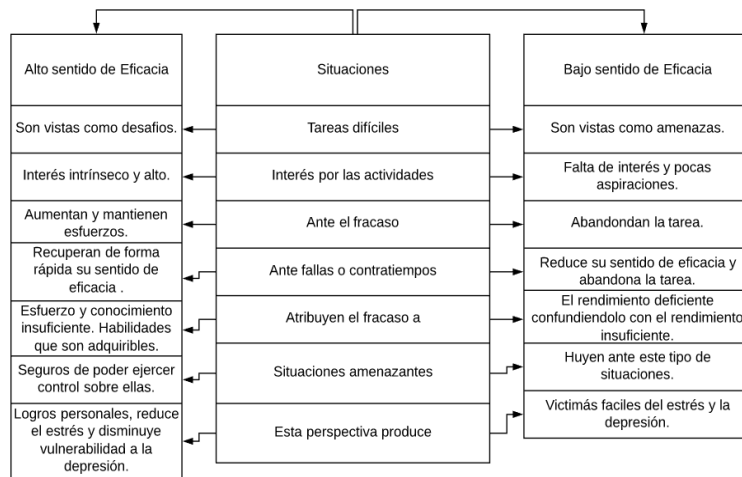 Alto sentido de Eficacia
Situaciones
Bajo sentido de Eficacia
Son vistas como desafios.
Tareas difíciles
Son vistas como amenazas.
Interés intrínseco y alto.
Interés por las actividades
Falta de interés y pocas
aspiraciones.
Aumentan y mantienen
esfuerzos.
Ante el fracaso
Abandondan la tarea.
Recuperan de forma
rápida su sentido de
eficacia .
Ante fallas o contratiempos
Reduce su sentido de eficacia y
abandona la tarea.
Esfuerzo y conocimiento
insuficiente. Habilidades
que son adquiribles.
Atribuyen el fracaso a
El rendimiento deficiente
confundiendolo con el rendimiento
insuficiente.
Seguros de poder ejercer
control sobre ellas.
Situaciones amenazantes
Huyen ante este tipo de
situaciones.
Logros personales, reduce
el estrés y disminuye
vulnerabilidad a la
depresión.
Esta perspectiva produce
Victimás faciles del estrés y la
depresión.